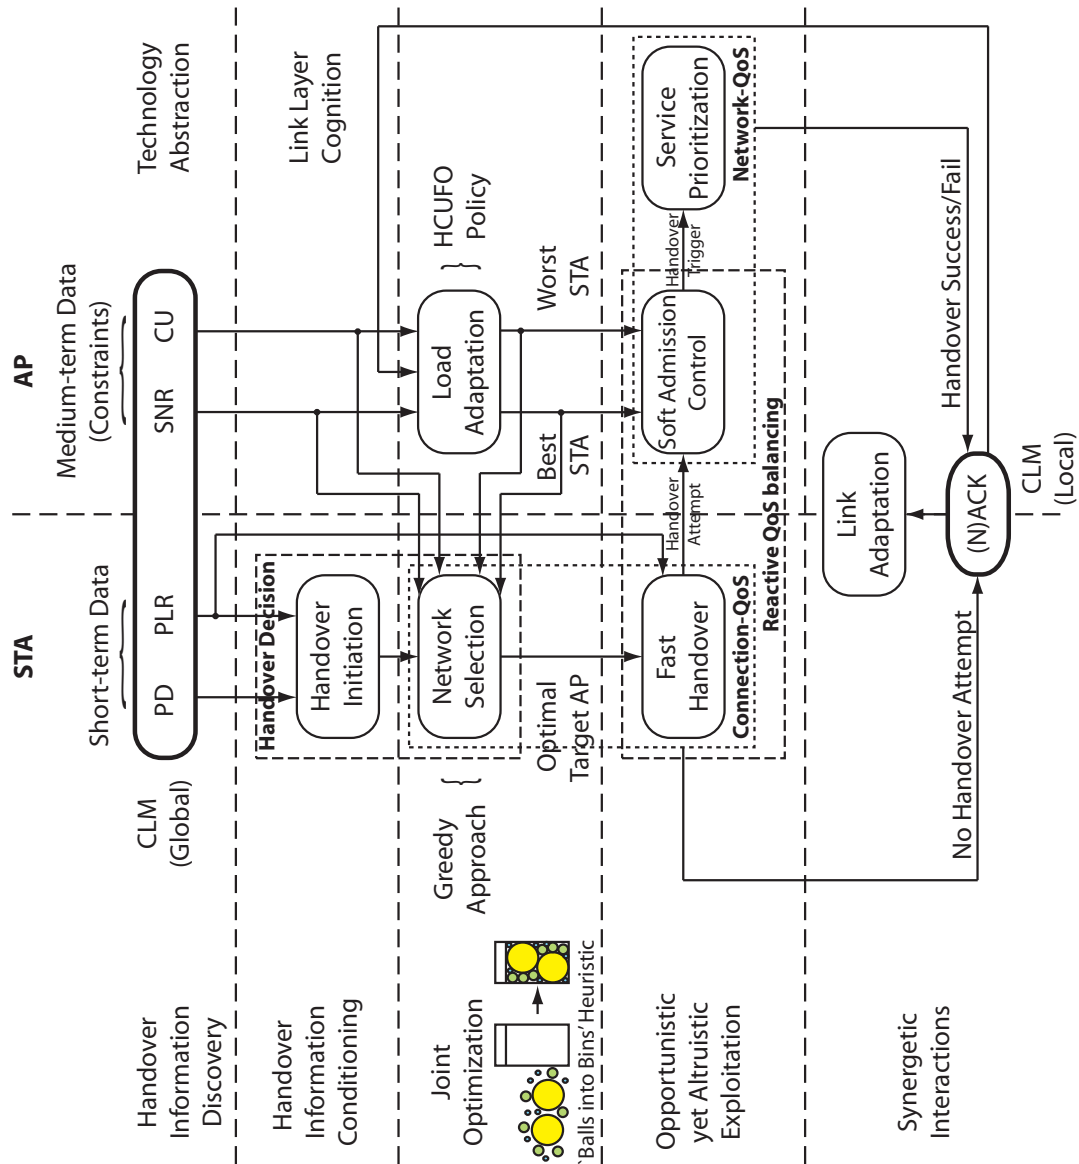 STA
AP
Short-term Data
Medium-term Data
(Constraints)
CLM
(Global)
PD
PLR
SNR
CU
Technology
Abstraction
Handover
Information
Discovery
Handover
Information
Conditioning
Handover Decision
Handover
Initiation
Link Layer
Cognition
Joint
Optimization
`Balls into Bins' Heuristic
Greedy
Approach
Network
Selection
Load
Adaptation
HCUFO
Policy
Optimal
Target AP
Best
STA
Worst
STA
Opportunistic
yet Altruistic
Exploitation
Fast
Handover
Connection-QoS
Handover
Attempt
Soft Admission
Control
Handover
Trigger
Service
Prioritization
Network-QoS
Reactive QoS balancing
Synergetic
Interactions
No Handover Attempt
Link
Adaptation
(N)ACK
CLM
(Local)
Handover Success/Fail